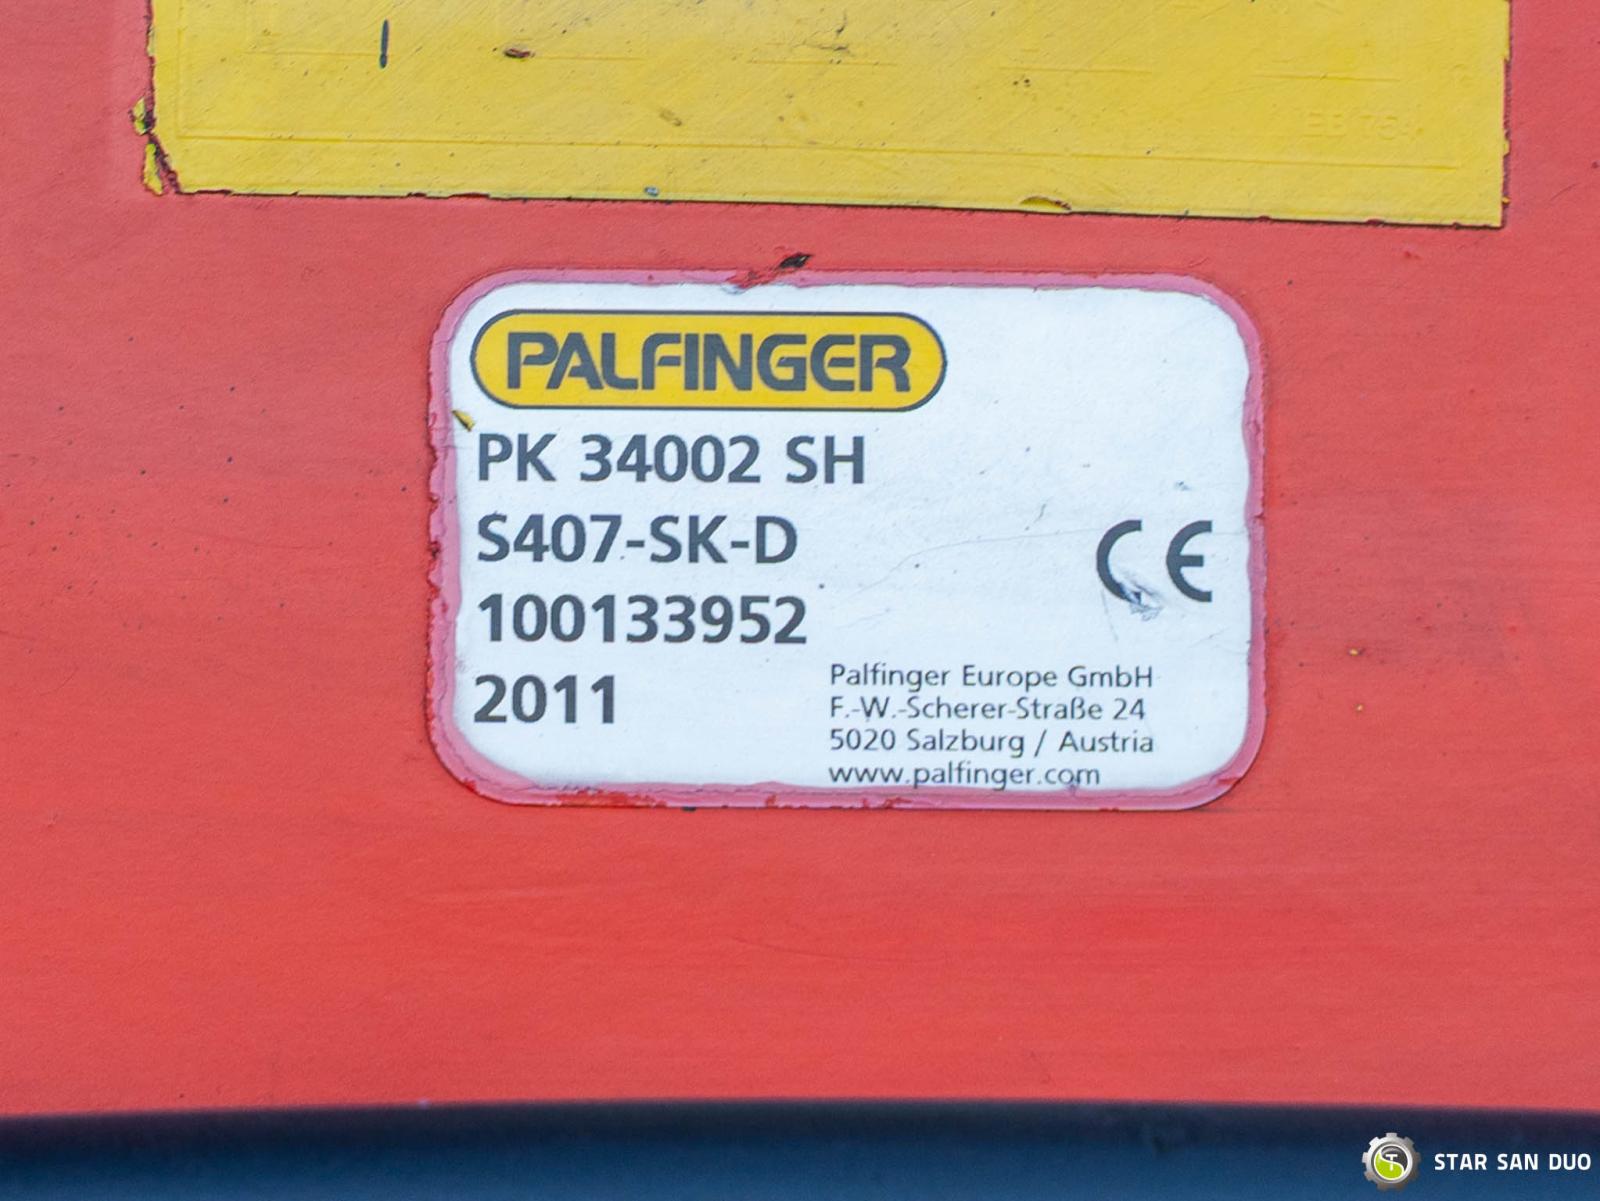 PALFINGER
PK 34002 SH
S407-SK-D
100133952
2011
CE
Palfinger Europe GmbH
F.-W.-Scherer-Straße 24
5020 Salzburg / Austria
www.palfinger.com
STAR SAN DUO